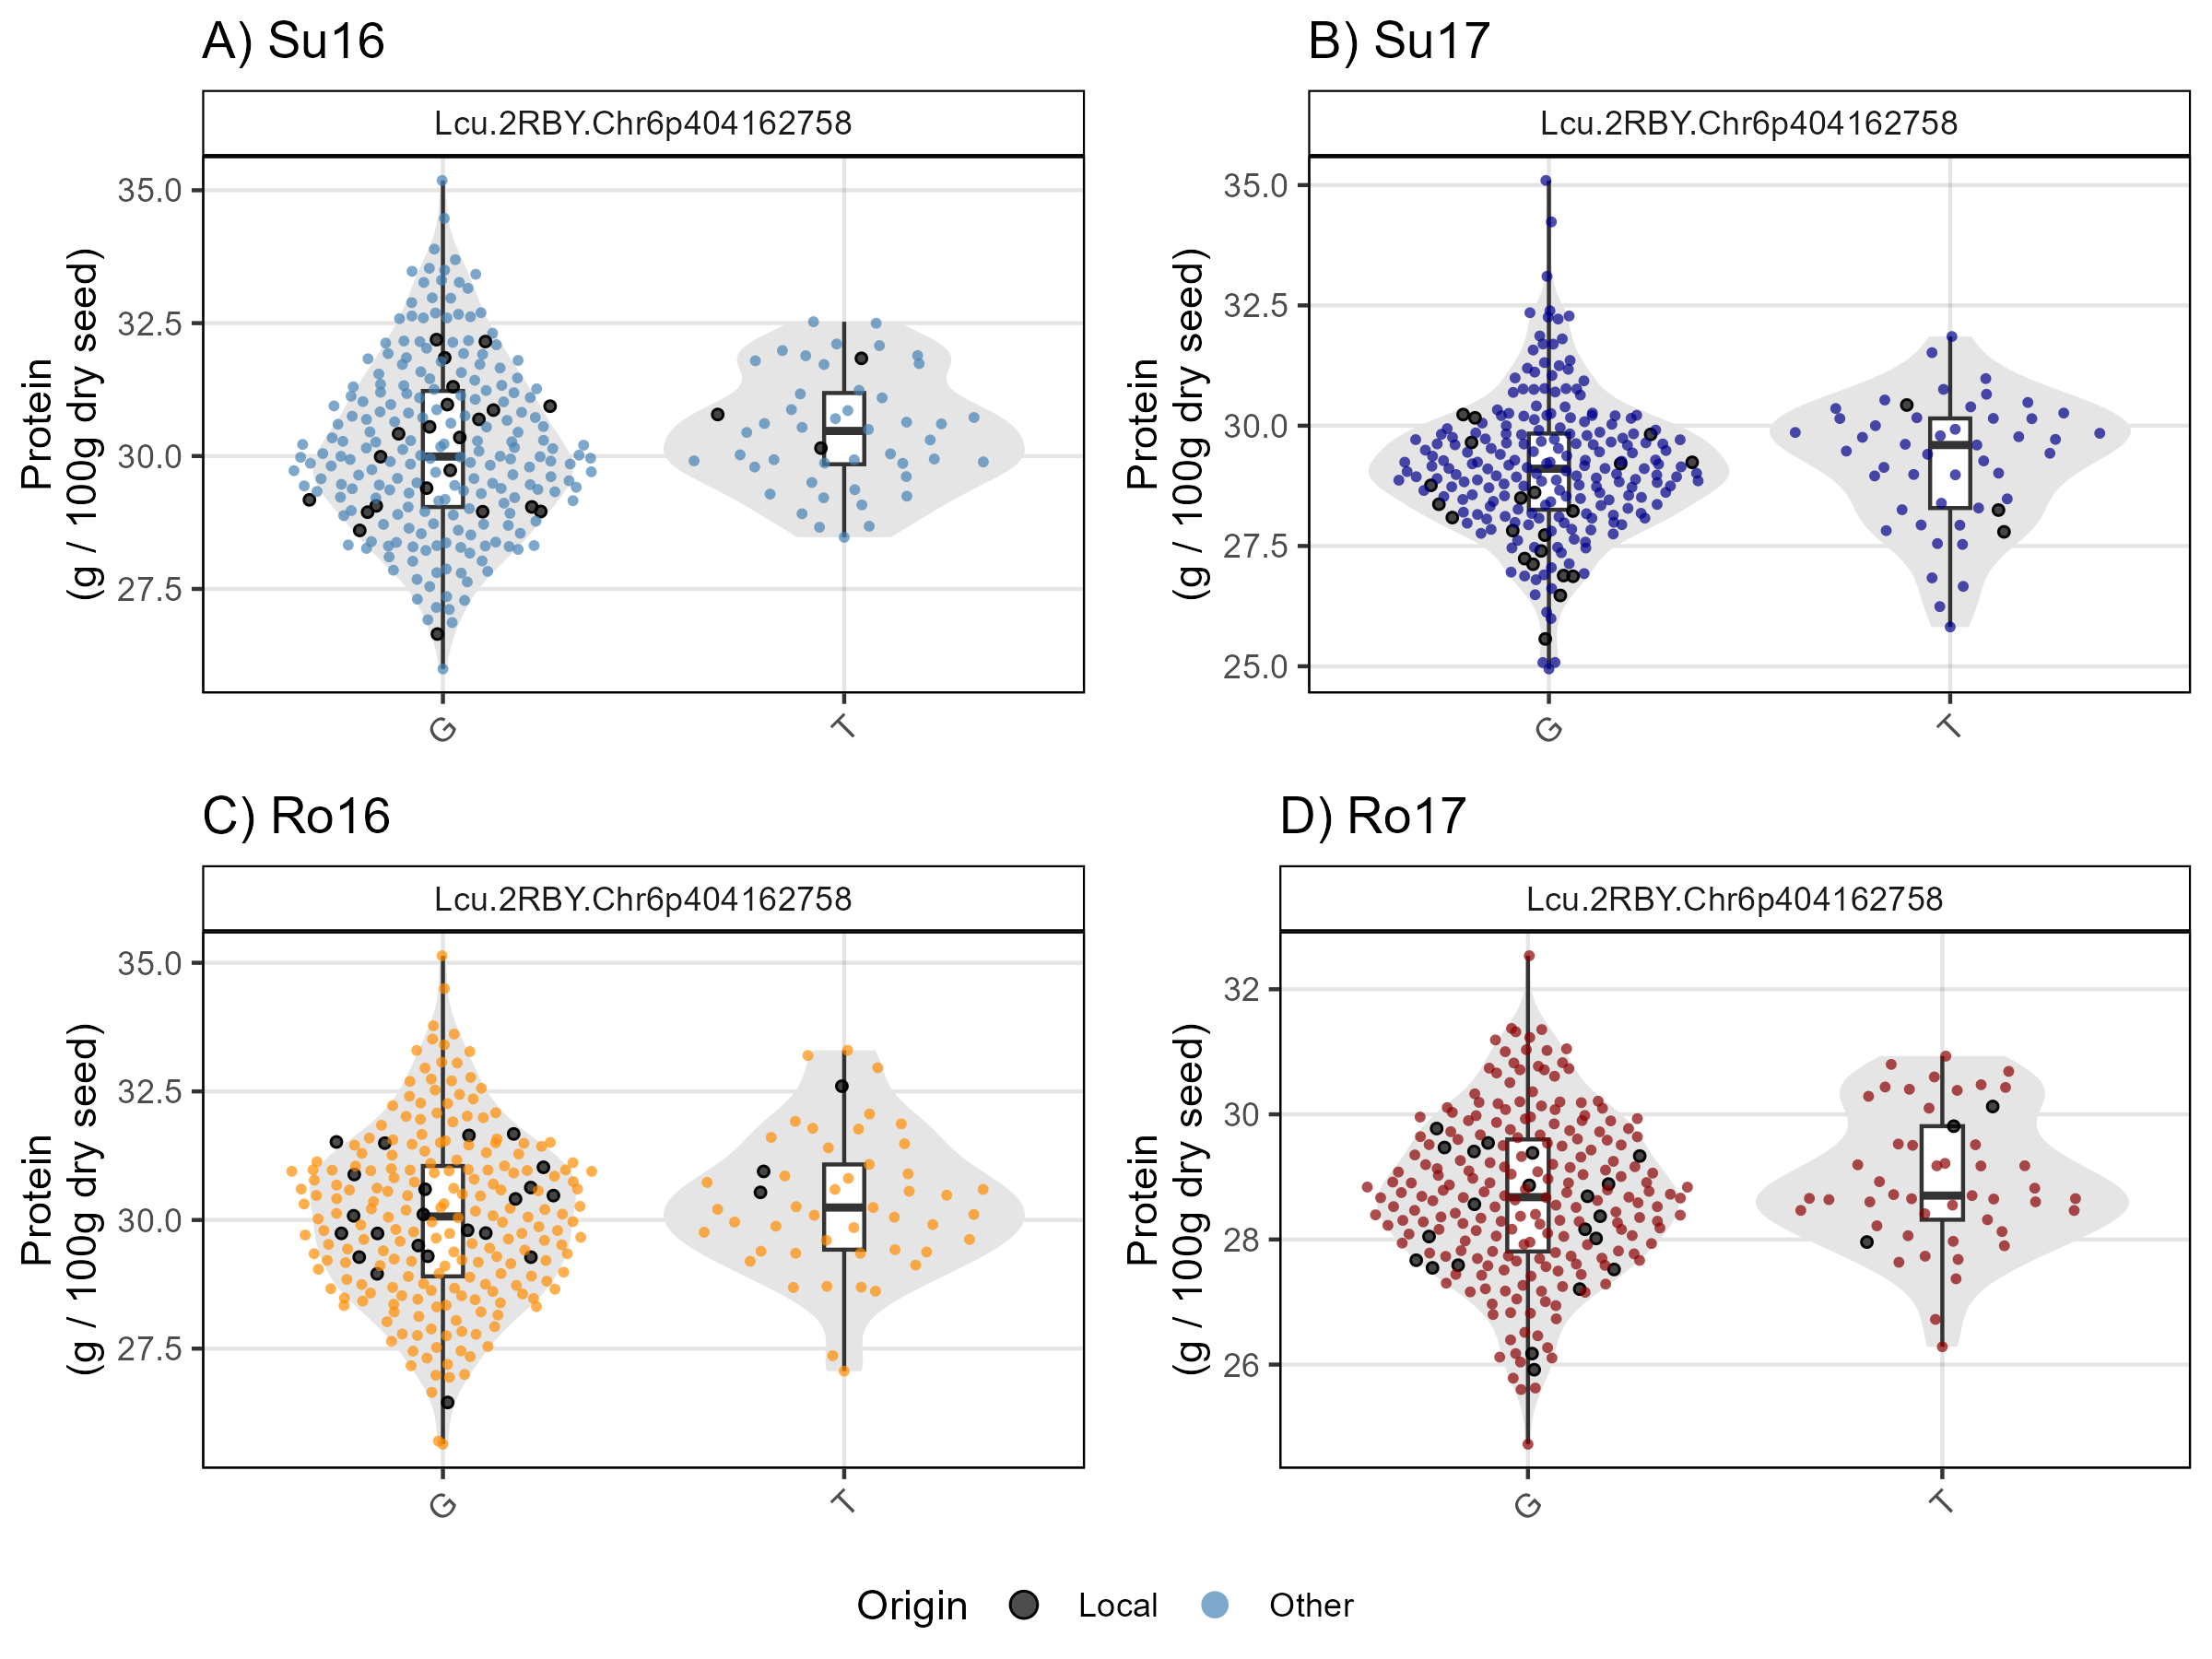 A) Su16
Lcu.2RBY.Chr6p404162758
Protein
(g / 100g dry seed)
35.0
32.5
30.0
27.5
G
T
B) Su17
Lcu.2RBY.Chr6p404162758
Protein
(g / 100g dry seed)
35.0
32.5
30.0
27.5
25.0
G
T
C) Ro16
Lcu.2RBY.Chr6p404162758
Protein
(g / 100g dry seed)
35.0
32.5
30.0
27.5
G
T
D) Ro17
Lcu.2RBY.Chr6p404162758
Protein
(g / 100g dry seed)
32
30
28
26
G
T
Origin Local Other